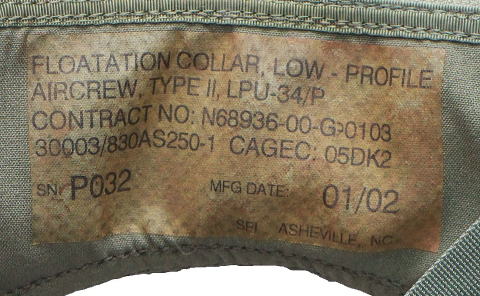 FLOATATION COLLAR, LOW - PROFILE
AIRCREW, TYPE II, LPU-34/P
CONTRACT NO: N68936-00-G-0103
30003/830AS250-1 CAGEC: 05DK2
SN: P032 MFG DATE: 01/02
SPI ASHEVILLE, NC